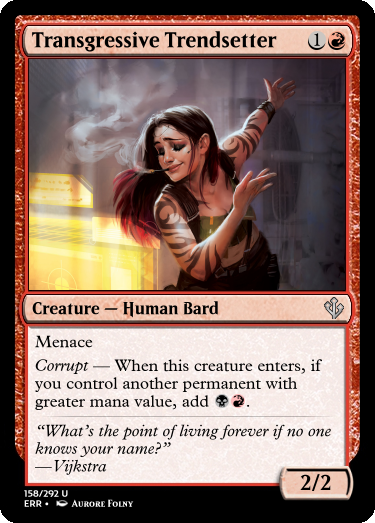 Transgressive Trendsetter 1
Creature — Human Bard
Menace
Corrupt — When this creature enters, if
you control another permanent with
greater mana value, add .
“What’s the point of living forever if no one
knows your name?”
—Vijkstra
2/2
158/292 U
ERR • Aurore Folny